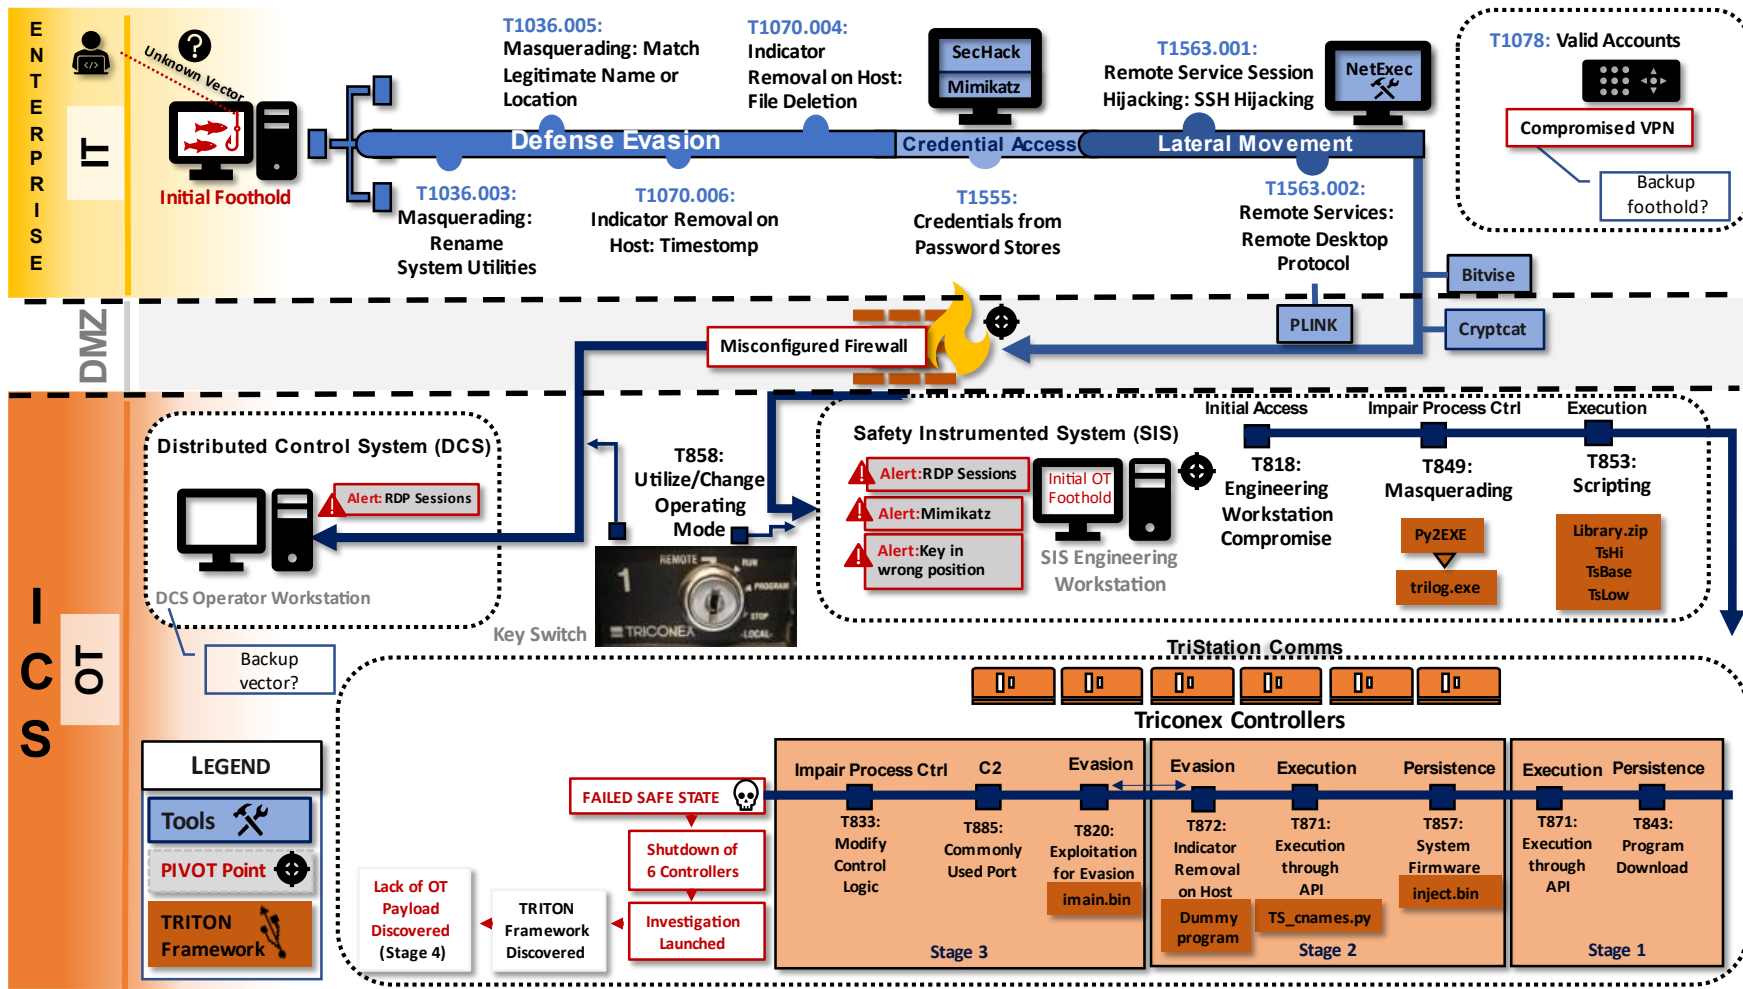 ENTERPRISE
IT
Unknown Vector
Initial Foothold
T1036.005:
Masquerading: Match
Legitimate Name or
Location
T1070.004:
Indicator
Removal on Host:
File Deletion
SecHack
Mimikatz
T1563.001:
Remote Service Session
Hijacking: SSH Hijacking
NetExec
T1078: Valid Accounts
Compromised VPN
Backup
foothold?
Defense Evasion
Credential Access
Lateral Movement
T1036.003:
Masquerading:
Rename
System Utilities
T1070.006:
Indicator Removal on
Host: Timestomp
T1555:
Credentials from
Password Stores
T1563.002:
Remote Services:
Remote Desktop
Protocol
Bitvise
DMZ
Misconfigured Firewall
PLINK
Cryptcat
ICS
OT
Distributed Control System (DCS)
Alert: RDP Sessions
DCS Operator Workstation
Backup
vector?
T858:
Utilize/Change
Operating
Mode
Key Switch
1
REMOTE
RUN
PROGRAM
STOP
-LOCAL-
TRICONEX
Safety Instrumented System (SIS)
Alert:RDP Sessions
Alert:Mimikatz
Alert:Key in
wrong position
Initial OT
Foothold
SIS Engineering
Workstation
Initial Access
T818:
Engineering
Workstation
Compromise
Impair Process Ctrl
T849:
Masquerading
Py2EXE
trilog.exe
Execution
T853:
Scripting
Library.zip
TsHi
TsBase
TsLow
TriStation Comms
Triconex Controllers
LEGEND
Tools
PIVOT Point
TRITON
Framework
FAILED SAFE STATE
Shutdown of
6 Controllers
Investigation
Launched
TRITON
Framework
Discovered
Lack of OT
Payload
Discovered
(Stage 4)
Impair Process Ctrl
T833:
Modify
Control
Logic
C2
T885:
Commonly
Used Port
Evasion
T820:
Exploitation
for Evasion
imain.bin
Stage 3
Evasion
T872:
Indicator
Removal
on Host
Dummy
program
Execution
T871:
Execution
through
API
TS_cnames.py
Persistence
T857:
System
Firmware
inject.bin
Stage 2
Execution
T871:
Execution
through
API
Persistence
T843:
Program
Download
Stage 1